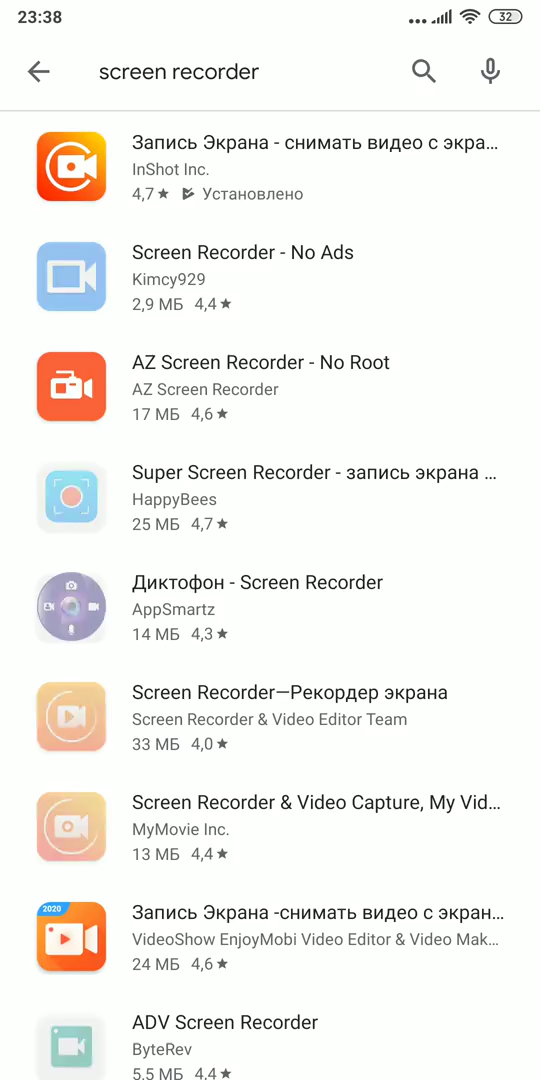 23:38
32
screen recorder
Запись Экрана - снимать видео с экра...
InShot Inc.
4,7 ★ Установлено
Screen Recorder - No Ads
Kimcy929
2,9 МБ 4,4 ★
AZ Screen Recorder - No Root
AZ Screen Recorder
17 МБ 4,6 ★
Super Screen Recorder - запись экрана ...
HappyBees
25 МБ 4,7 ★
Диктофон - Screen Recorder
AppSmartz
14 МБ 4,3 ★
Screen Recorder—Рекордер экрана
Screen Recorder & Video Editor Team
33 МБ 4,0 ★
Screen Recorder & Video Capture, My Vid...
MyMovie Inc.
13 МБ 4,4 ★
2020
Запись Экрана -снимать видео с экран...
VideoShow EnjoyMobi Video Editor & Video Mak...
24 МБ 4,6 ★
ADV Screen Recorder
ByteRev
5,5 МБ 4,4 ★